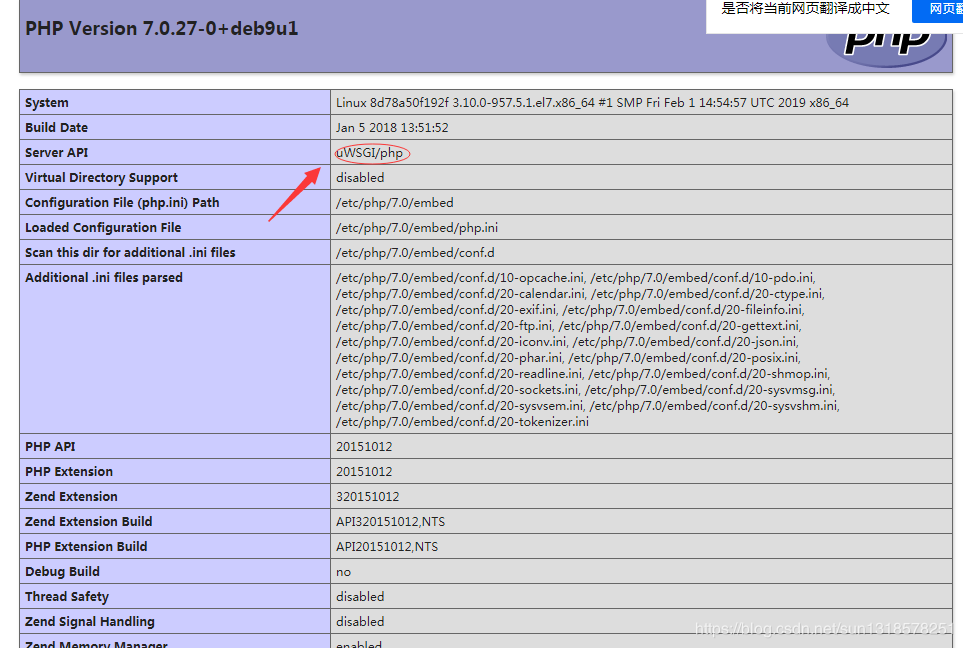 是否将当前网页翻译成中文
网页翻
PHP Version 7.0.27-0+deb9u1
php
System Linux 8d78a50f192f 3.10.0-957.5.1.el7.x86_64 #1 SMP Fri Feb 1 14:54:57 UTC 2019 x86_64
Build Date Jan 5 2018 13:51:52
Server API uWSGI/php
Virtual Directory Support disabled
Configuration File (php.ini) Path /etc/php/7.0/embed
Loaded Configuration File /etc/php/7.0/embed/php.ini
Scan this dir for additional .ini files /etc/php/7.0/embed/conf.d
Additional .ini files parsed /etc/php/7.0/embed/conf.d/10-opcache.ini, /etc/php/7.0/embed/conf.d/10-pdo.ini,
/etc/php/7.0/embed/conf.d/20-calendar.ini, /etc/php/7.0/embed/conf.d/20-ctype.ini,
/etc/php/7.0/embed/conf.d/20-exif.ini, /etc/php/7.0/embed/conf.d/20-fileinfo.ini,
/etc/php/7.0/embed/conf.d/20-ftp.ini, /etc/php/7.0/embed/conf.d/20-gettext.ini,
/etc/php/7.0/embed/conf.d/20-iconv.ini, /etc/php/7.0/embed/conf.d/20-json.ini,
/etc/php/7.0/embed/conf.d/20-phar.ini, /etc/php/7.0/embed/conf.d/20-posix.ini,
/etc/php/7.0/embed/conf.d/20-readline.ini, /etc/php/7.0/embed/conf.d/20-shmop.ini,
/etc/php/7.0/embed/conf.d/20-sockets.ini, /etc/php/7.0/embed/conf.d/20-sysvmsg.ini,
/etc/php/7.0/embed/conf.d/20-sysvsem.ini, /etc/php/7.0/embed/conf.d/20-sysvshm.ini,
/etc/php/7.0/embed/conf.d/20-tokenizer.ini
PHP API 20151012
PHP Extension 20151012
Zend Extension 320151012
Zend Extension Build API320151012,NTS
PHP Extension Build API20151012,NTS
Debug Build no
Thread Safety disabled
Zend Signal Handling disabled
https://blog.csdn.net/sun1318578251
Zend Memory Manager enabled